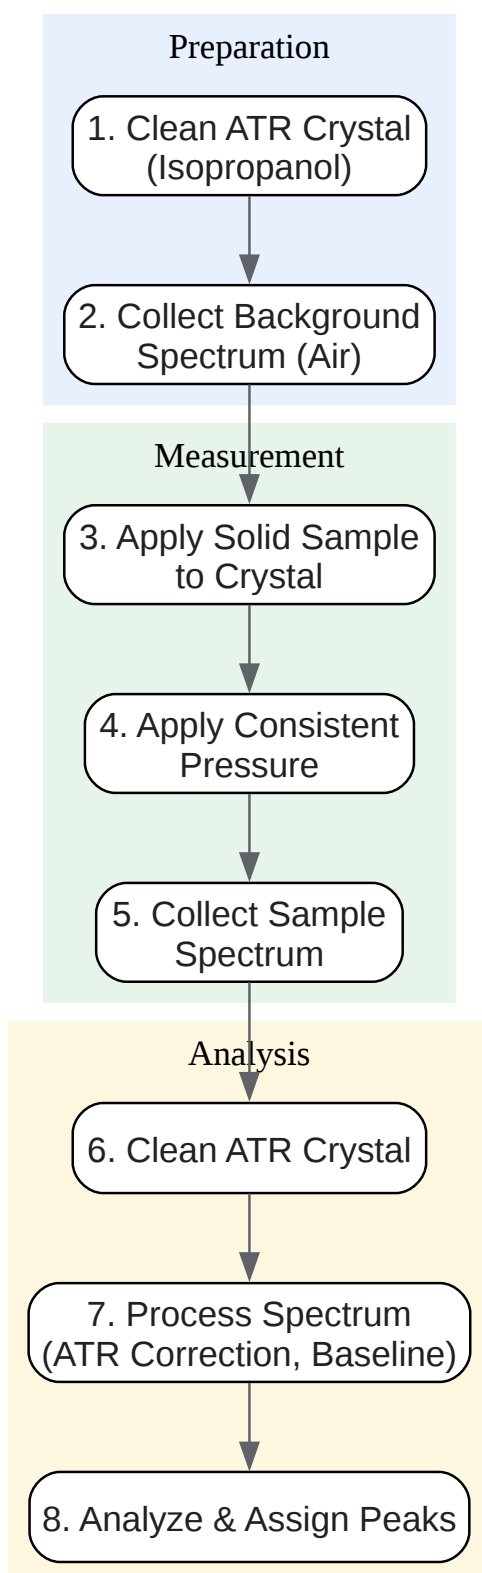 Preparation
1. Clean ATR Crystal
(Isopropanol)
2. Collect Background
Spectrum (Air)
Measurement
3. Apply Solid Sample
to Crystal
4. Apply Consistent
Pressure
5. Collect Sample
Spectrum
Analysis
6. Clean ATR Crystal
7. Process Spectrum
(ATR Correction, Baseline)
8. Analyze & Assign Peaks